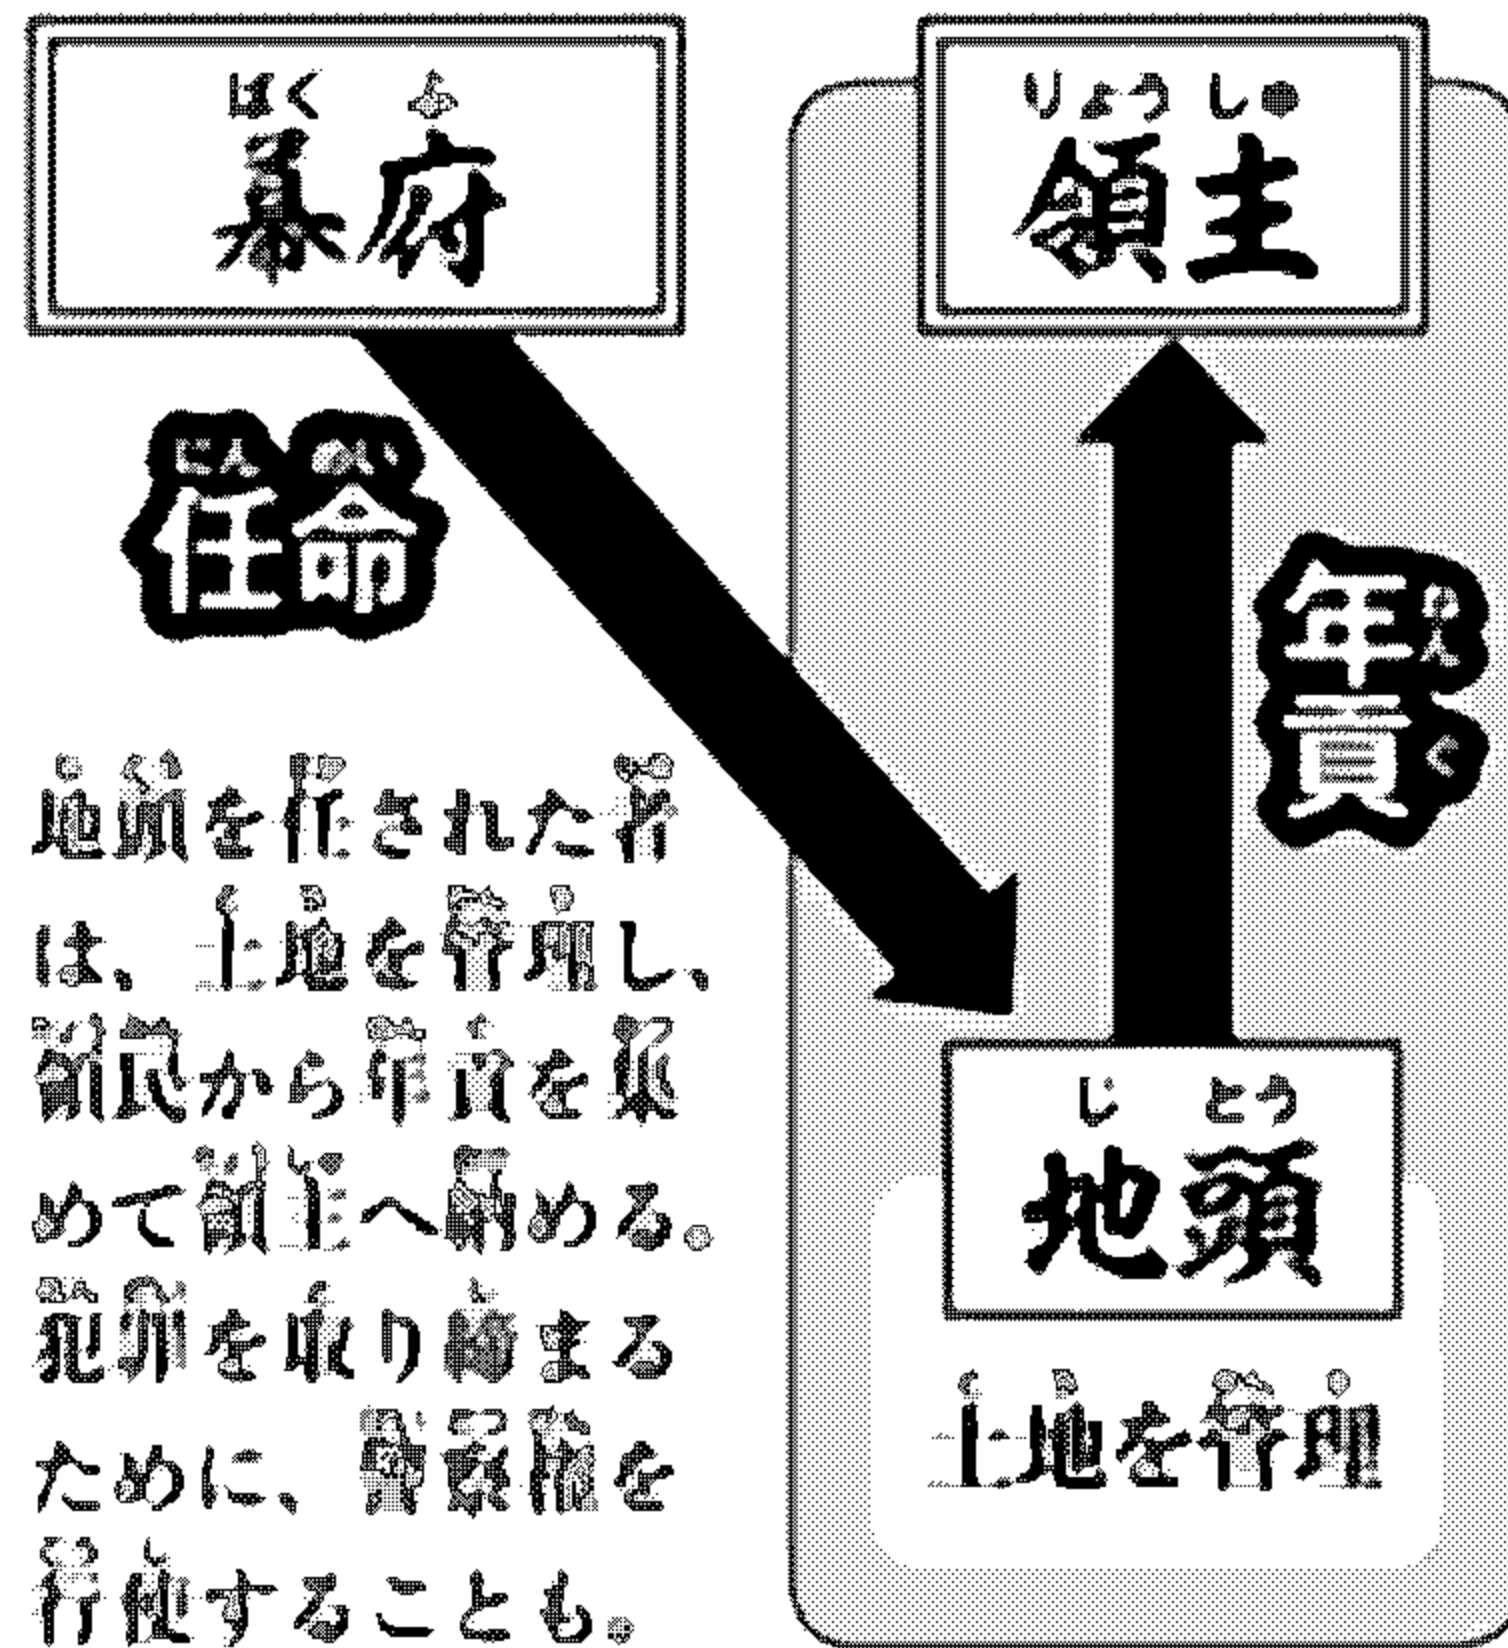 ばくふ
幕府
りょうしゅ
領主
にんめい
任命
ねんぐ
年貢
地頭を任された者
は、土地を管理し、
領民から年貢を集
めて領主へ納める。
犯罪を取り締まる
ために、警察権を
行使することも。
じとう
地頭
土地を管理